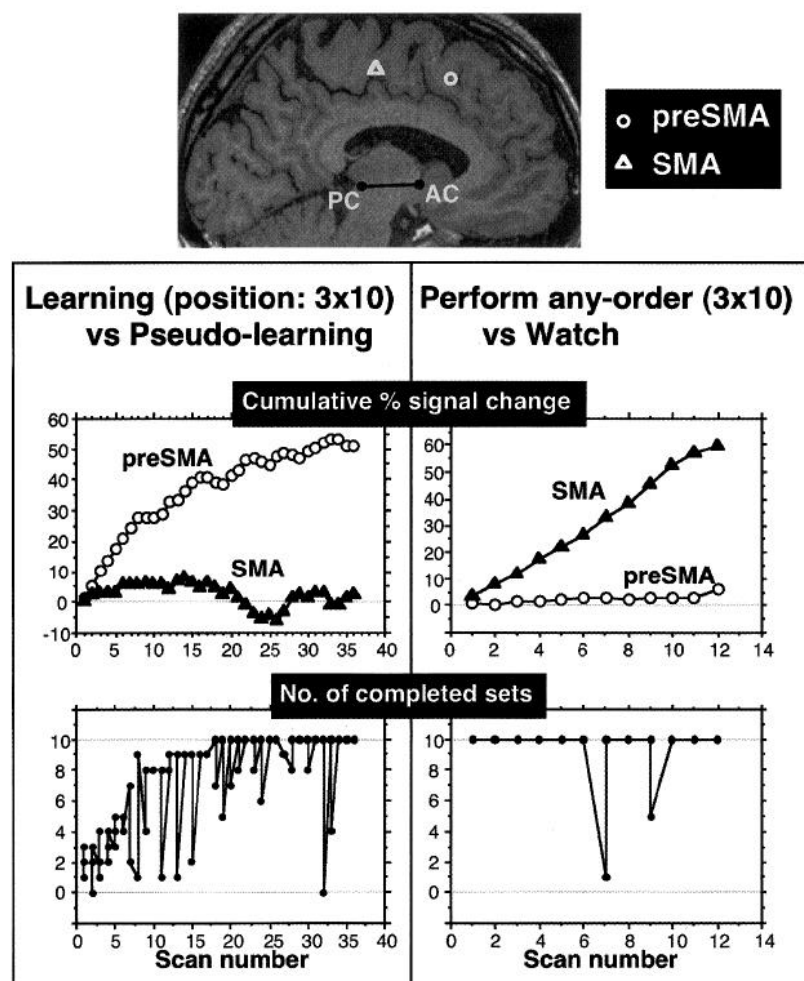 preSMA
SMA
PC
AC
Learning (position: 3x10)
vs Pseudo-learning
Perform any-order (3x10)
vs Watch
Cumulative % signal change
60
50
40
30
20
10
0
-10
preSMA
SMA
0 5 10 15 20 25 30 35 40
60
50
40
30
20
10
0
SMA
preSMA
0 2 4 6 8 10 12 14
No. of completed sets
10
8
6
4
2
0
0 5 10 15 20 25 30 35 40
Scan number
10
8
6
4
2
0
0 2 4 6 8 10 12 14
Scan number